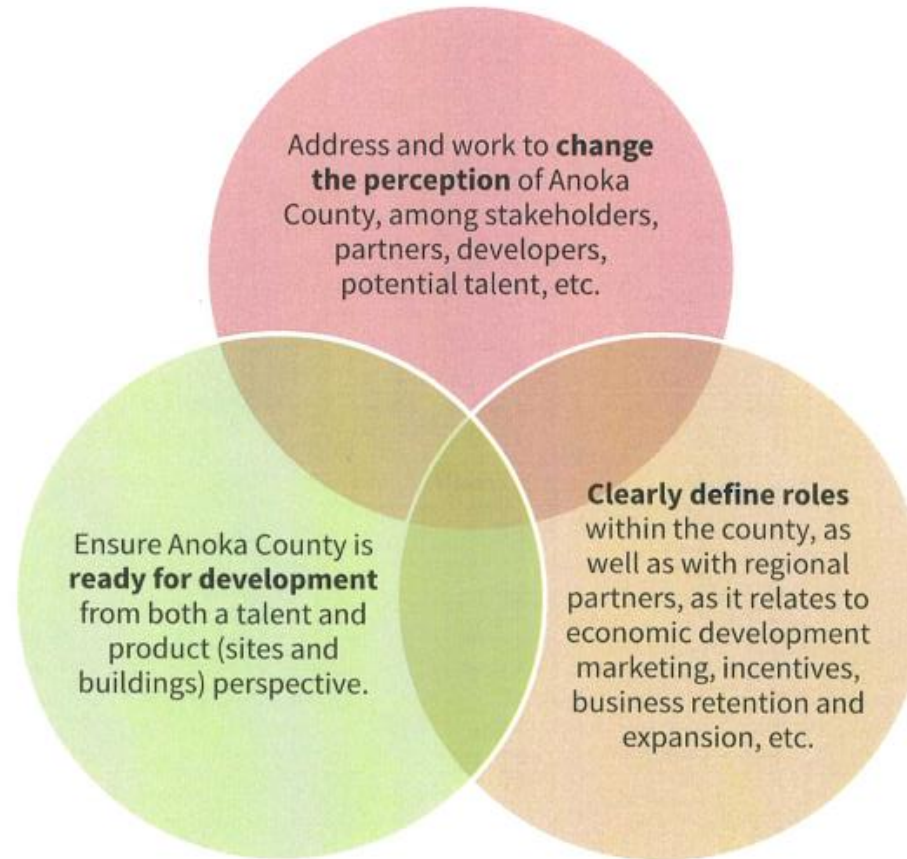 Address and work to change
the perception of Anoka
County, among stakeholders,
partners, developers,
potential talent, etc.
Ensure Anoka County is
ready for development
from both a talent and
product (sites and
buildings) perspective.
Clearly define roles
within the county, as
well as with regional
partners, as it relates to
economic development
marketing, incentives,
business retention and
expansion, etc.